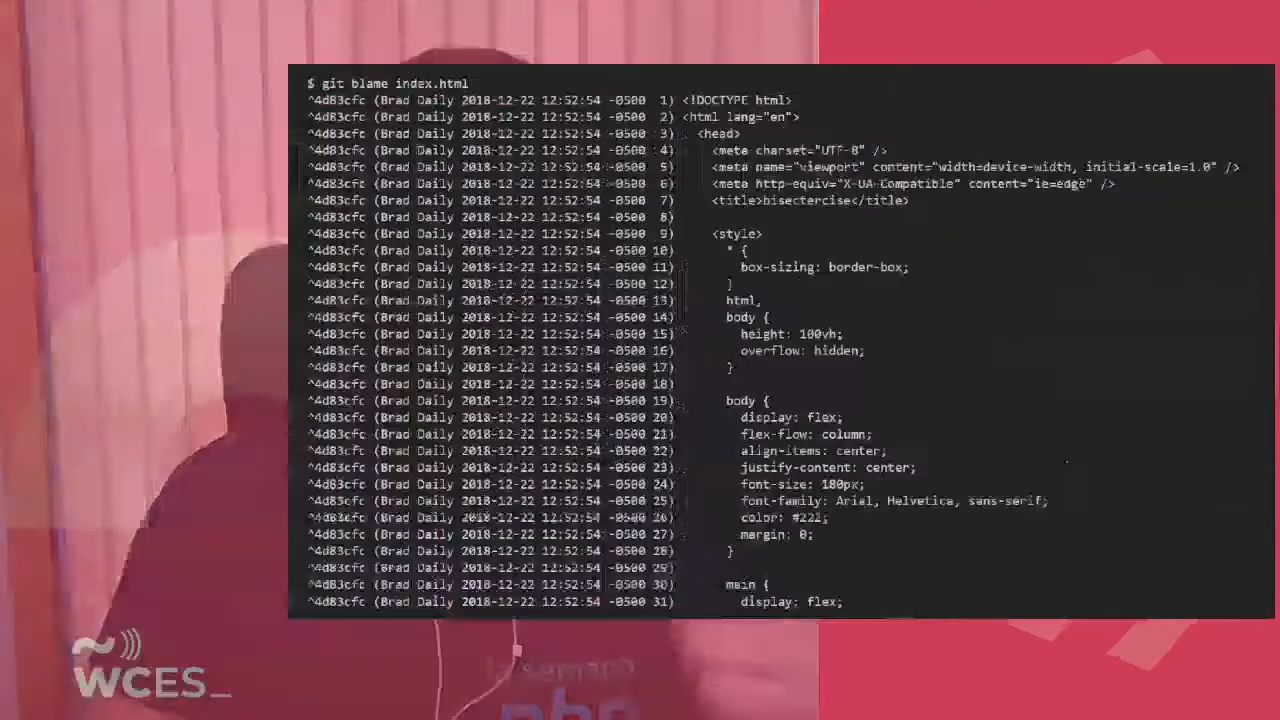 $ git blame index.html
^4d83cfc (Brad Daily 2018-12-22 12:52:54 -0500  1) <!DOCTYPE html>
^4d83cfc (Brad Daily 2018-12-22 12:52:54 -0500  2) <html lang="en">
^4d83cfc (Brad Daily 2018-12-22 12:52:54 -0500  3)   <head>
^4d83cfc (Brad Daily 2018-12-22 12:52:54 -0500  4)     <meta charset="UTF-8" />
^4d83cfc (Brad Daily 2018-12-22 12:52:54 -0500  5)     <meta name="viewport" content="width=device-width, initial-scale=1.0" />
^4d83cfc (Brad Daily 2018-12-22 12:52:54 -0500  6)     <meta http-equiv="X-UA-Compatible" content="ie=edge" />
^4d83cfc (Brad Daily 2018-12-22 12:52:54 -0500  7)     <title>bisectercise</title>
^4d83cfc (Brad Daily 2018-12-22 12:52:54 -0500  8)
^4d83cfc (Brad Daily 2018-12-22 12:52:54 -0500  9)     <style>
^4d83cfc (Brad Daily 2018-12-22 12:52:54 -0500 10)       * {
^4d83cfc (Brad Daily 2018-12-22 12:52:54 -0500 11)         box-sizing: border-box;
^4d83cfc (Brad Daily 2018-12-22 12:52:54 -0500 12)       }
^4d83cfc (Brad Daily 2018-12-22 12:52:54 -0500 13)       html,
^4d83cfc (Brad Daily 2018-12-22 12:52:54 -0500 14)       body {
^4d83cfc (Brad Daily 2018-12-22 12:52:54 -0500 15)         height: 100vh;
^4d83cfc (Brad Daily 2018-12-22 12:52:54 -0500 16)         overflow: hidden;
^4d83cfc (Brad Daily 2018-12-22 12:52:54 -0500 17)       }
^4d83cfc (Brad Daily 2018-12-22 12:52:54 -0500 18)
^4d83cfc (Brad Daily 2018-12-22 12:52:54 -0500 19)       body {
^4d83cfc (Brad Daily 2018-12-22 12:52:54 -0500 20)         display: flex;
^4d83cfc (Brad Daily 2018-12-22 12:52:54 -0500 21)         flex-flow: column;
^4d83cfc (Brad Daily 2018-12-22 12:52:54 -0500 22)         align-items: center;
^4d83cfc (Brad Daily 2018-12-22 12:52:54 -0500 23)         justify-content: center;
^4d83cfc (Brad Daily 2018-12-22 12:52:54 -0500 24)         font-size: 180px;
^4d83cfc (Brad Daily 2018-12-22 12:52:54 -0500 25)         font-family: Arial, Helvetica, sans-serif;
^4d83cfc (Brad Daily 2018-12-22 12:52:54 -0500 26)         color: #222;
^4d83cfc (Brad Daily 2018-12-22 12:52:54 -0500 27)         margin: 0;
^4d83cfc (Brad Daily 2018-12-22 12:52:54 -0500 28)       }
^4d83cfc (Brad Daily 2018-12-22 12:52:54 -0500 29)
^4d83cfc (Brad Daily 2018-12-22 12:52:54 -0500 30)       main {
^4d83cfc (Brad Daily 2018-12-22 12:52:54 -0500 31)         display: flex;
WCES_
la semana
php